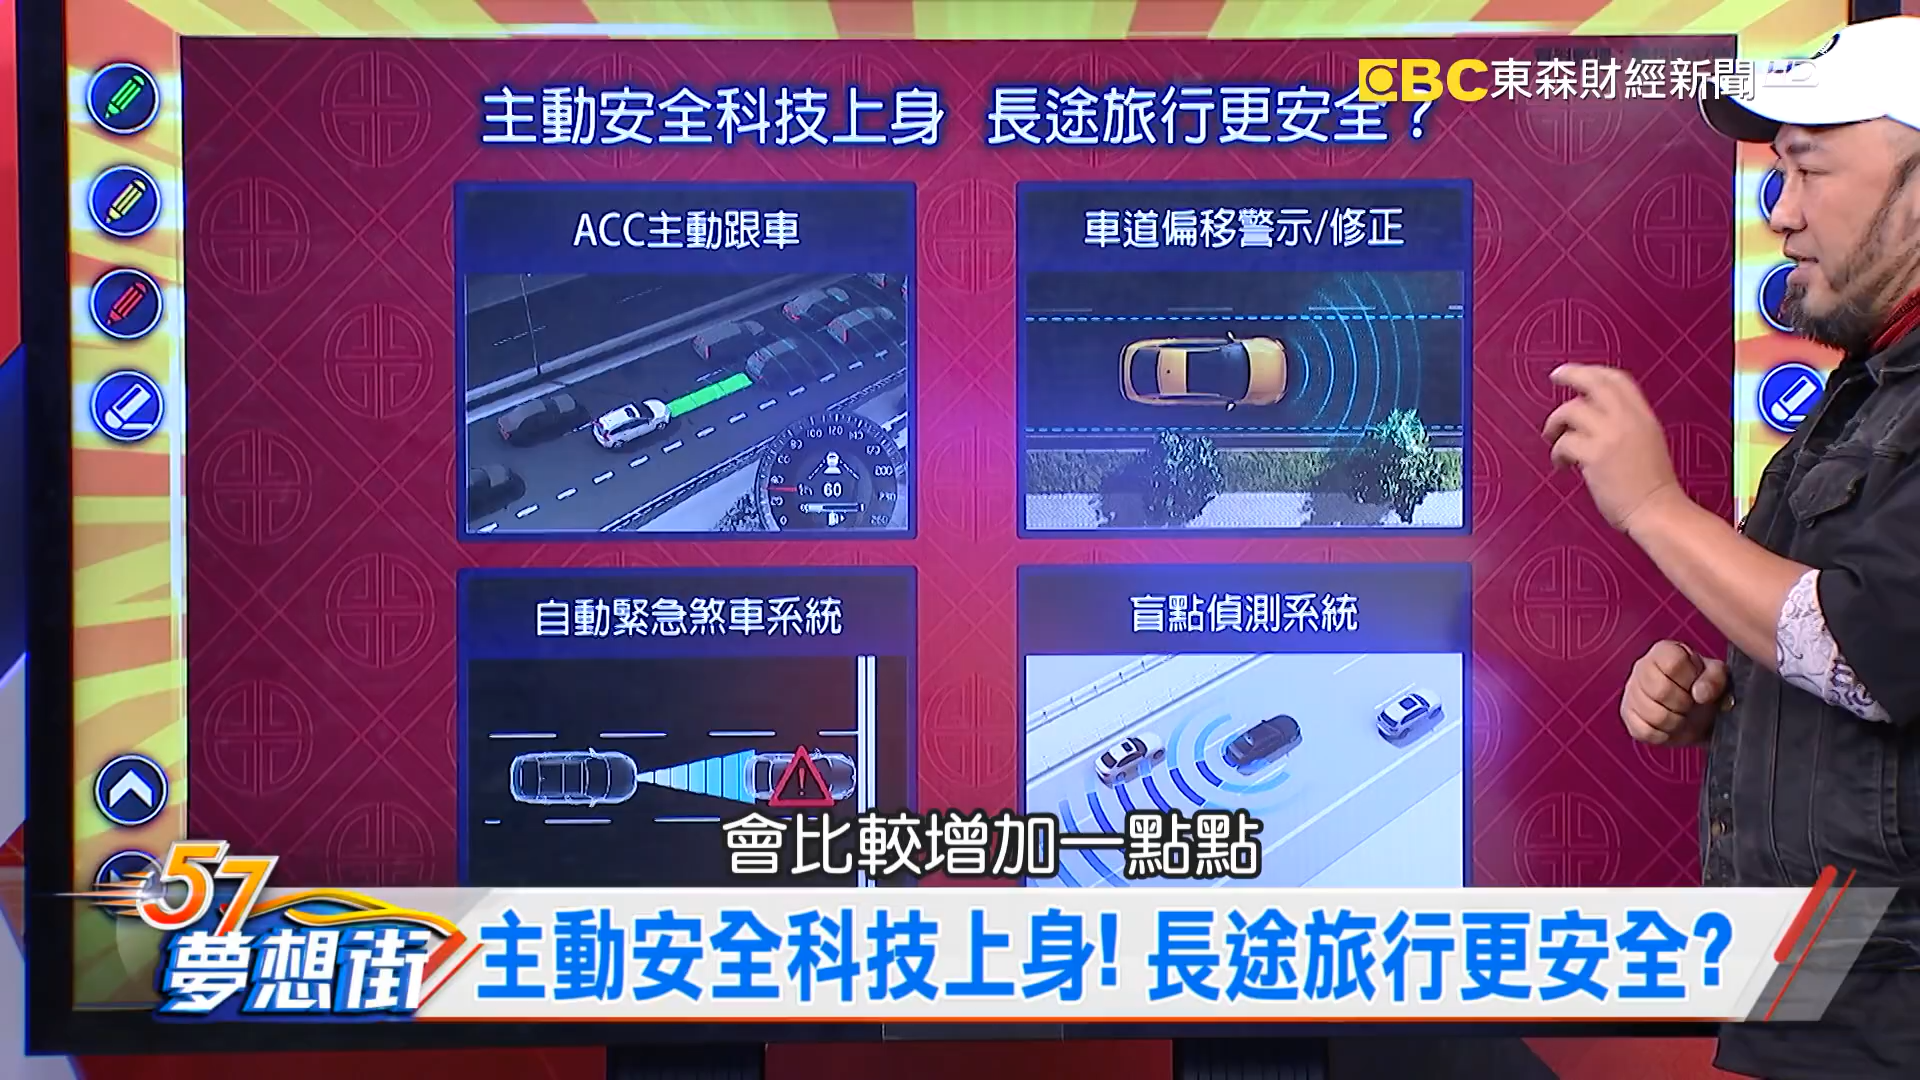 EBC東森財經新聞
主動安全科技上身 長途旅行更安全？
ACC主動跟車
車道偏移警示/修正
60
自動緊急煞車系統
盲點偵測系統
會比較增加一點點
57
夢想街
主動安全科技上身! 長途旅行更安全?